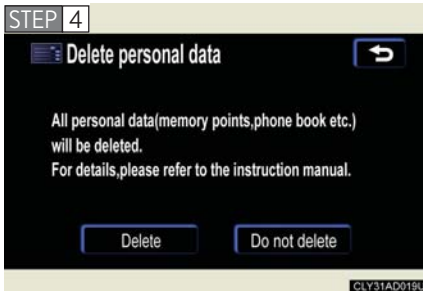 STEP 4
Delete personal data
All personal data(memory points,phone book etc.)
will be deleted.
For details,please refer to the instruction manual.
Delete
Do not delete
CLY31AD019U